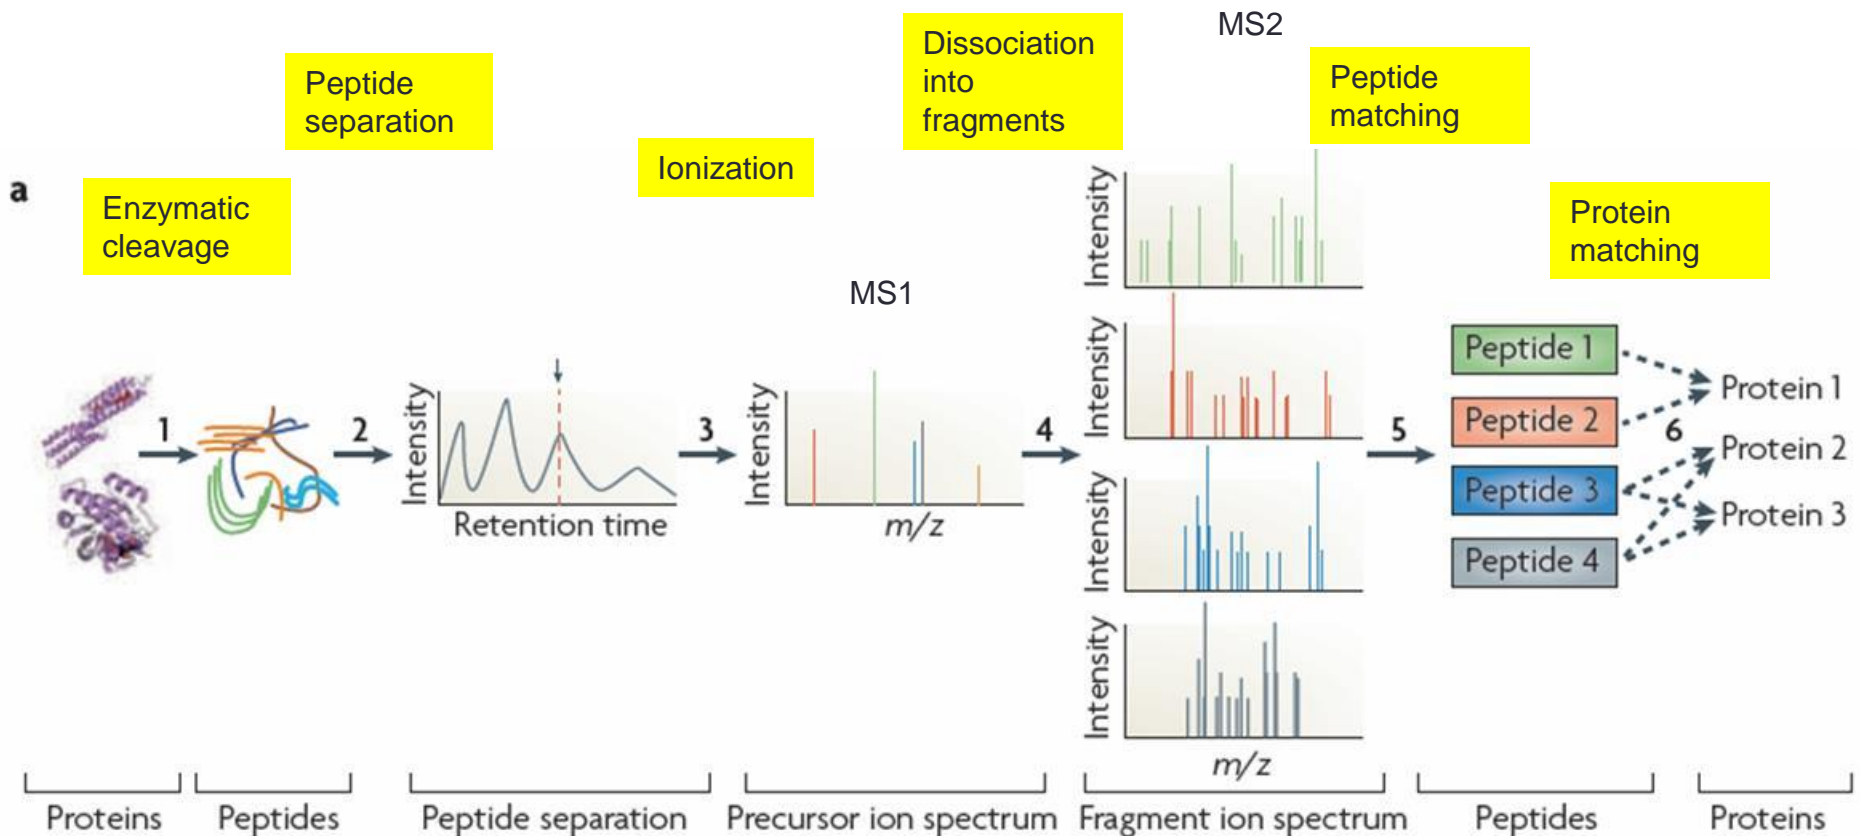 MS2
Dissociation
into
fragments
Peptide
separation
Peptide
matching
Ionization
a
Enzymatic
cleavage
Protein
matching
MS1
1
2
3
4
5
6
Intensity
Retention time
Intensity
m/z
Intensity
Intensity
Intensity
Intensity
m/z
Peptide 1
Peptide 2
Peptide 3
Peptide 4
Protein 1
Protein 2
Protein 3
Proteins
Peptides
Peptide separation
Precursor ion spectrum
Fragment ion spectrum
Peptides
Proteins